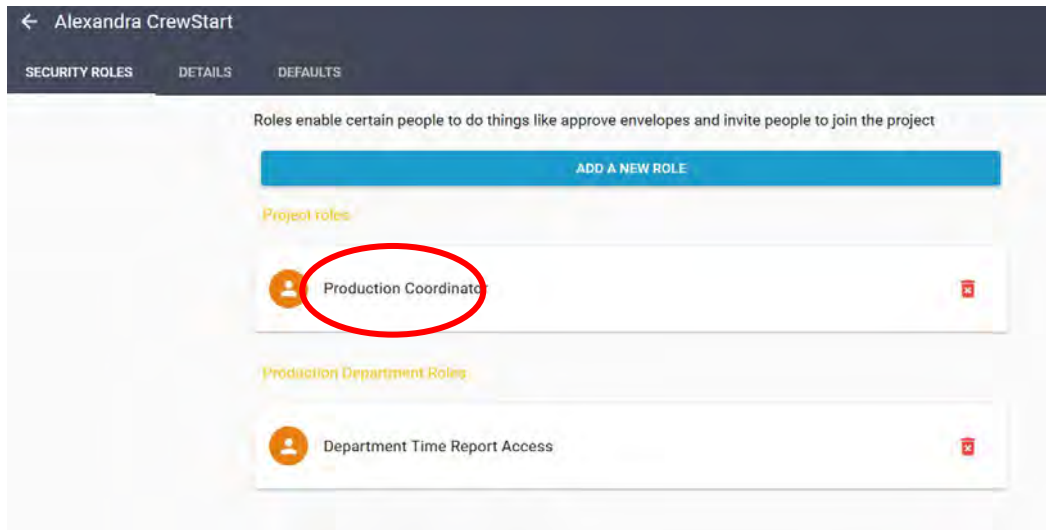 Alexandra CrewStart
SECURITY ROLES DETAILS DEFAULTS
Roles enable certain people to do things like approve envelopes and invite people to join the project
ADD A NEW ROLE
Project roles
Production Coordinator
Production Department Roles
Department Time Report Access